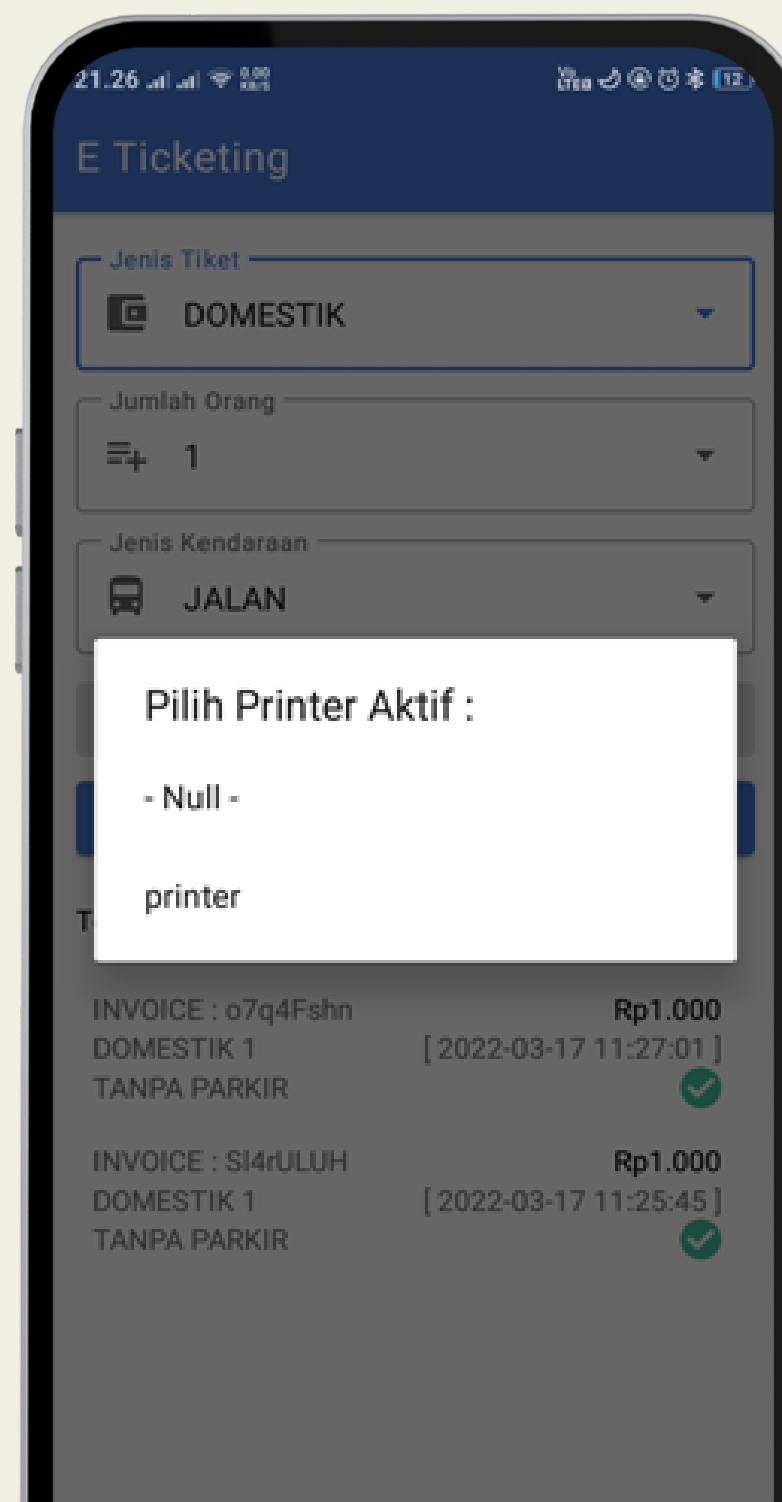 21.26
12
E Ticketing
Jenis Tiket
DOMESTIK
Jumlah Orang
1
Jenis Kendaraan
JALAN
Pilih Printer Aktif :
- Null -
printer
INVOICE : o7q4Fshn Rp1.000
DOMESTIK 1 [ 2022-03-17 11:27:01 ]
TANPA PARKIR
INVOICE : Sl4rULUH Rp1.000
DOMESTIK 1 [ 2022-03-17 11:25:45 ]
TANPA PARKIR